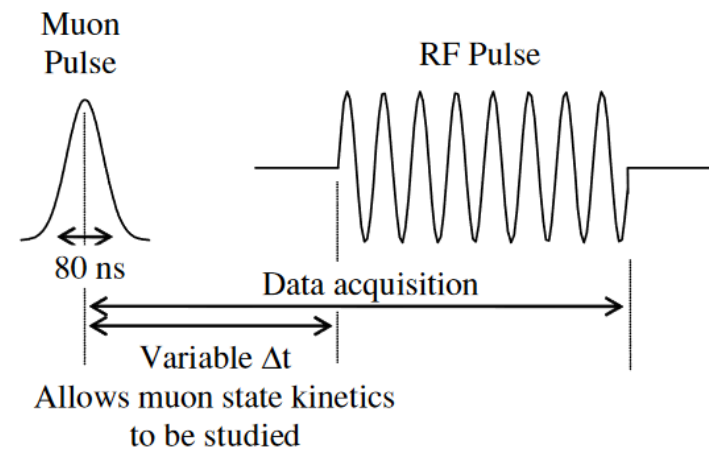 Muon
Pulse
RF Pulse
80 ns
Data acquisition
Variable Δt
Allows muon state kinetics
to be studied